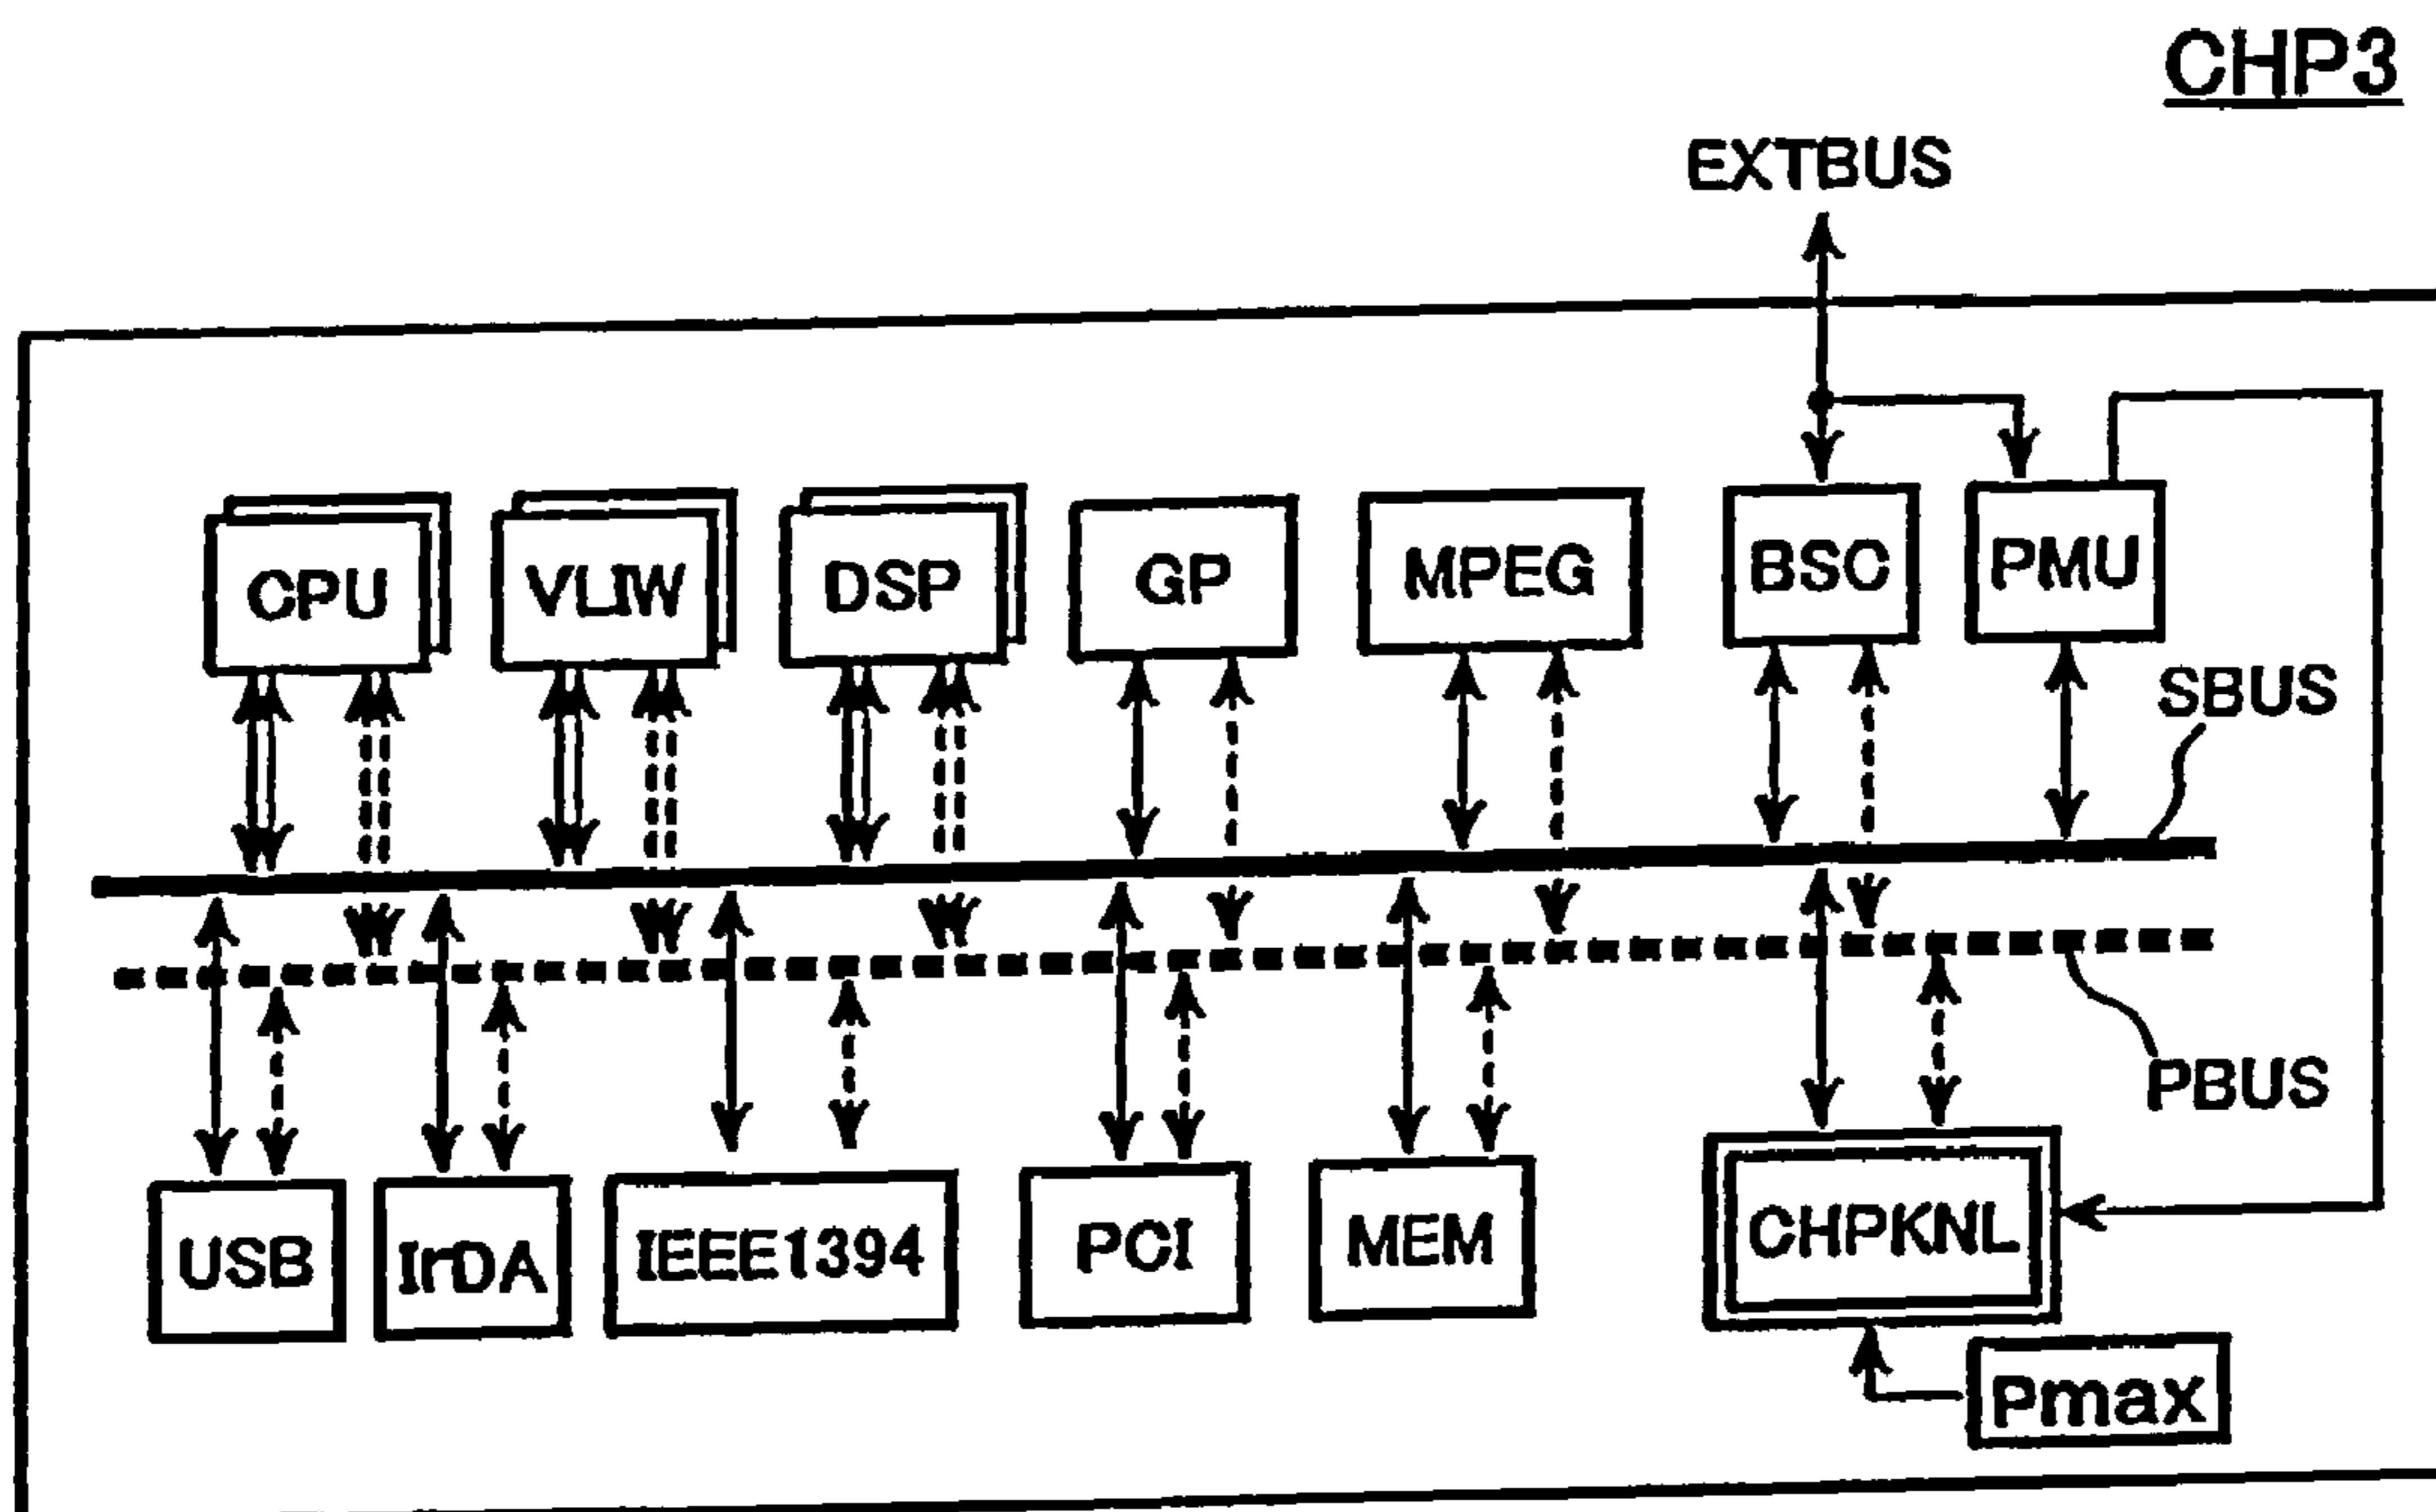 CHP3
EXTBUS
CPU
VLIW
DSP
GP
MPEG
BSC
PMU
SBUS
PBUS
USB
IrDA
IEEE1394
PCI
MEM
CHPKNL
Pmax